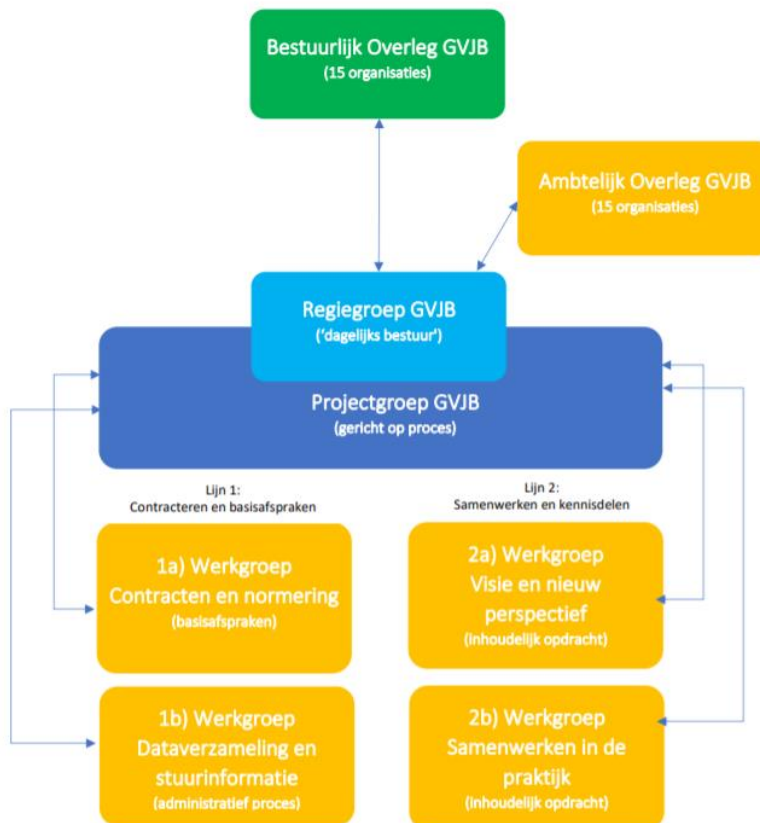 Bestuurlijk Overleg GVJB
(15 organisaties)
Ambtelijk Overleg GVJB
(15 organisaties)
Regiegroep GVJB
('dagelijks bestuur')
Projectgroep GVJB
(gericht op proces)
Lijn 1:
Contracteren en basisafspraken
Lijn 2:
Samenwerken en kennisdelen
1a) Werkgroep
Contracten en normering
(basisafspraken)
2a) Werkgroep
Visie en nieuw
perspectief
(inhoudelijk opdracht)
1b) Werkgroep
Dataverzameling en
stuurinformatie
(administratief proces)
2b) Werkgroep
Samenwerken in de
praktijk
(inhoudelijk opdracht)